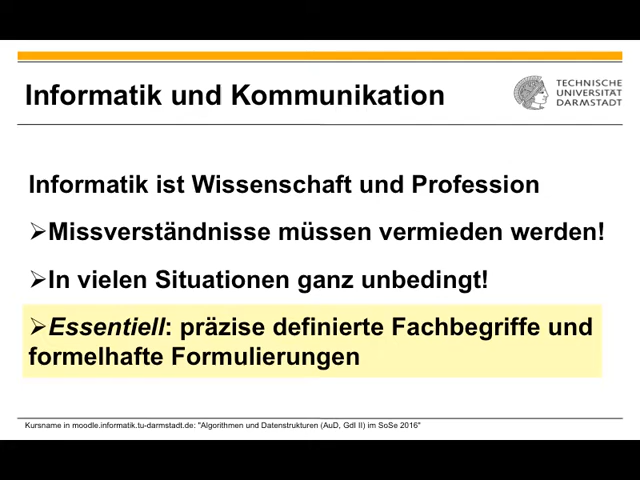 Informatik und Kommunikation
TECHNISCHE
UNIVERSITÄT
DARMSTADT
Informatik ist Wissenschaft und Profession
➢Missverständnisse müssen vermieden werden!
➢In vielen Situationen ganz unbedingt!
➢Essentiell: präzise definierte Fachbegriffe und
formelhafte Formulierungen
Kursname in moodle.informatik.tu-darmstadt.de: "Algorithmen und Datenstrukturen (AuD, GdI II) im SoSe 2016"